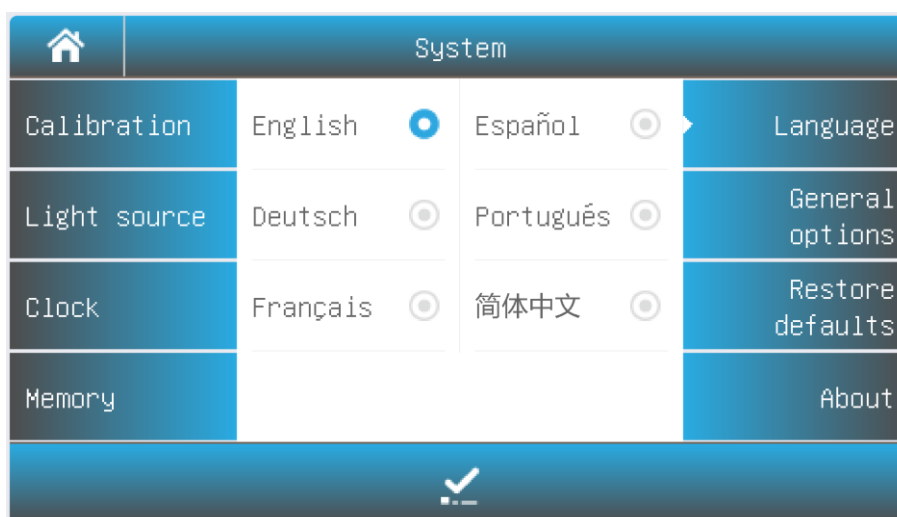 System
Calibration
English
Español
Language
Light source
Deutsch
Portugués
General
options
Clock
Français
简体中文
Restore
defaults
Memory
About